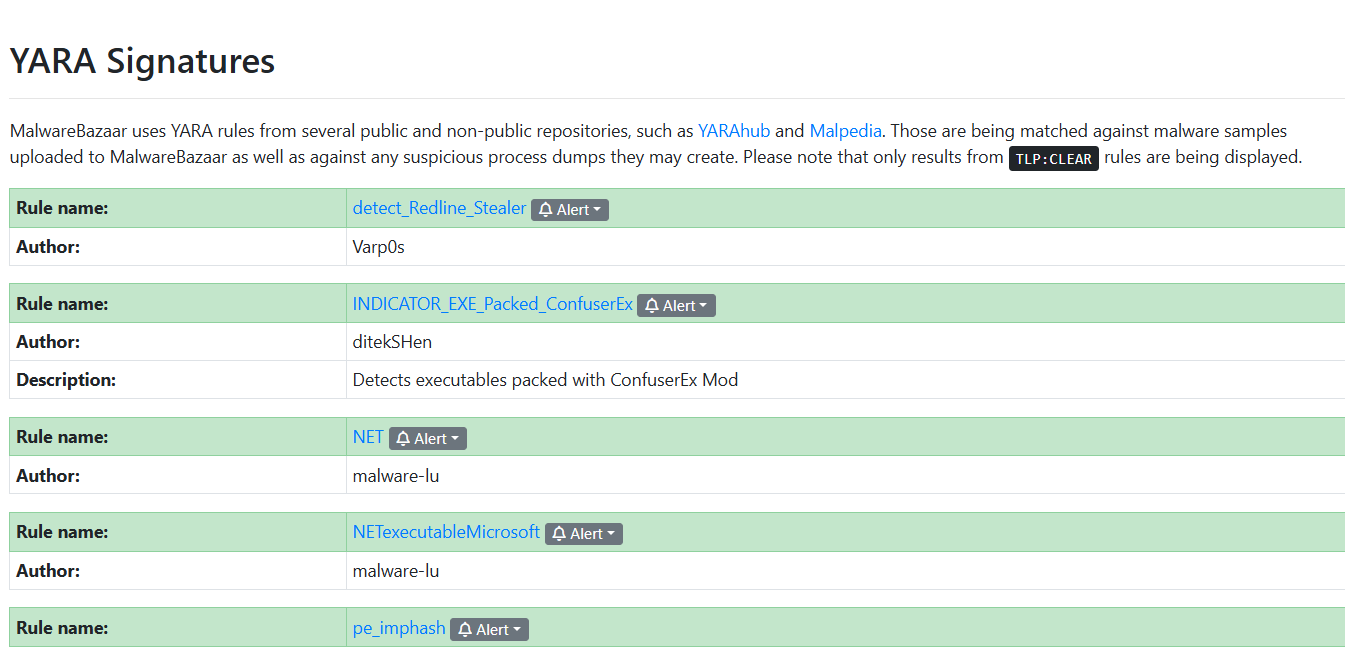 YARA Signatures
MalwareBazaar uses YARA rules from several public and non-public repositories, such as YARAhub and Malpedia. Those are being matched against malware samples
uploaded to MalwareBazaar as well as against any suspicious process dumps they may create. Please note that only results from TLP:CLEAR rules are being displayed.
Rule name: detect_Redline_Stealer Alert
Author: Varp0s
Rule name: INDICATOR_EXE_Packed_ConfuserEx Alert
Author: ditekSHen
Description: Detects executables packed with ConfuserEx Mod
Rule name: NET Alert
Author: malware-lu
Rule name: NETexecutableMicrosoft Alert
Author: malware-lu
Rule name: pe_imphash Alert